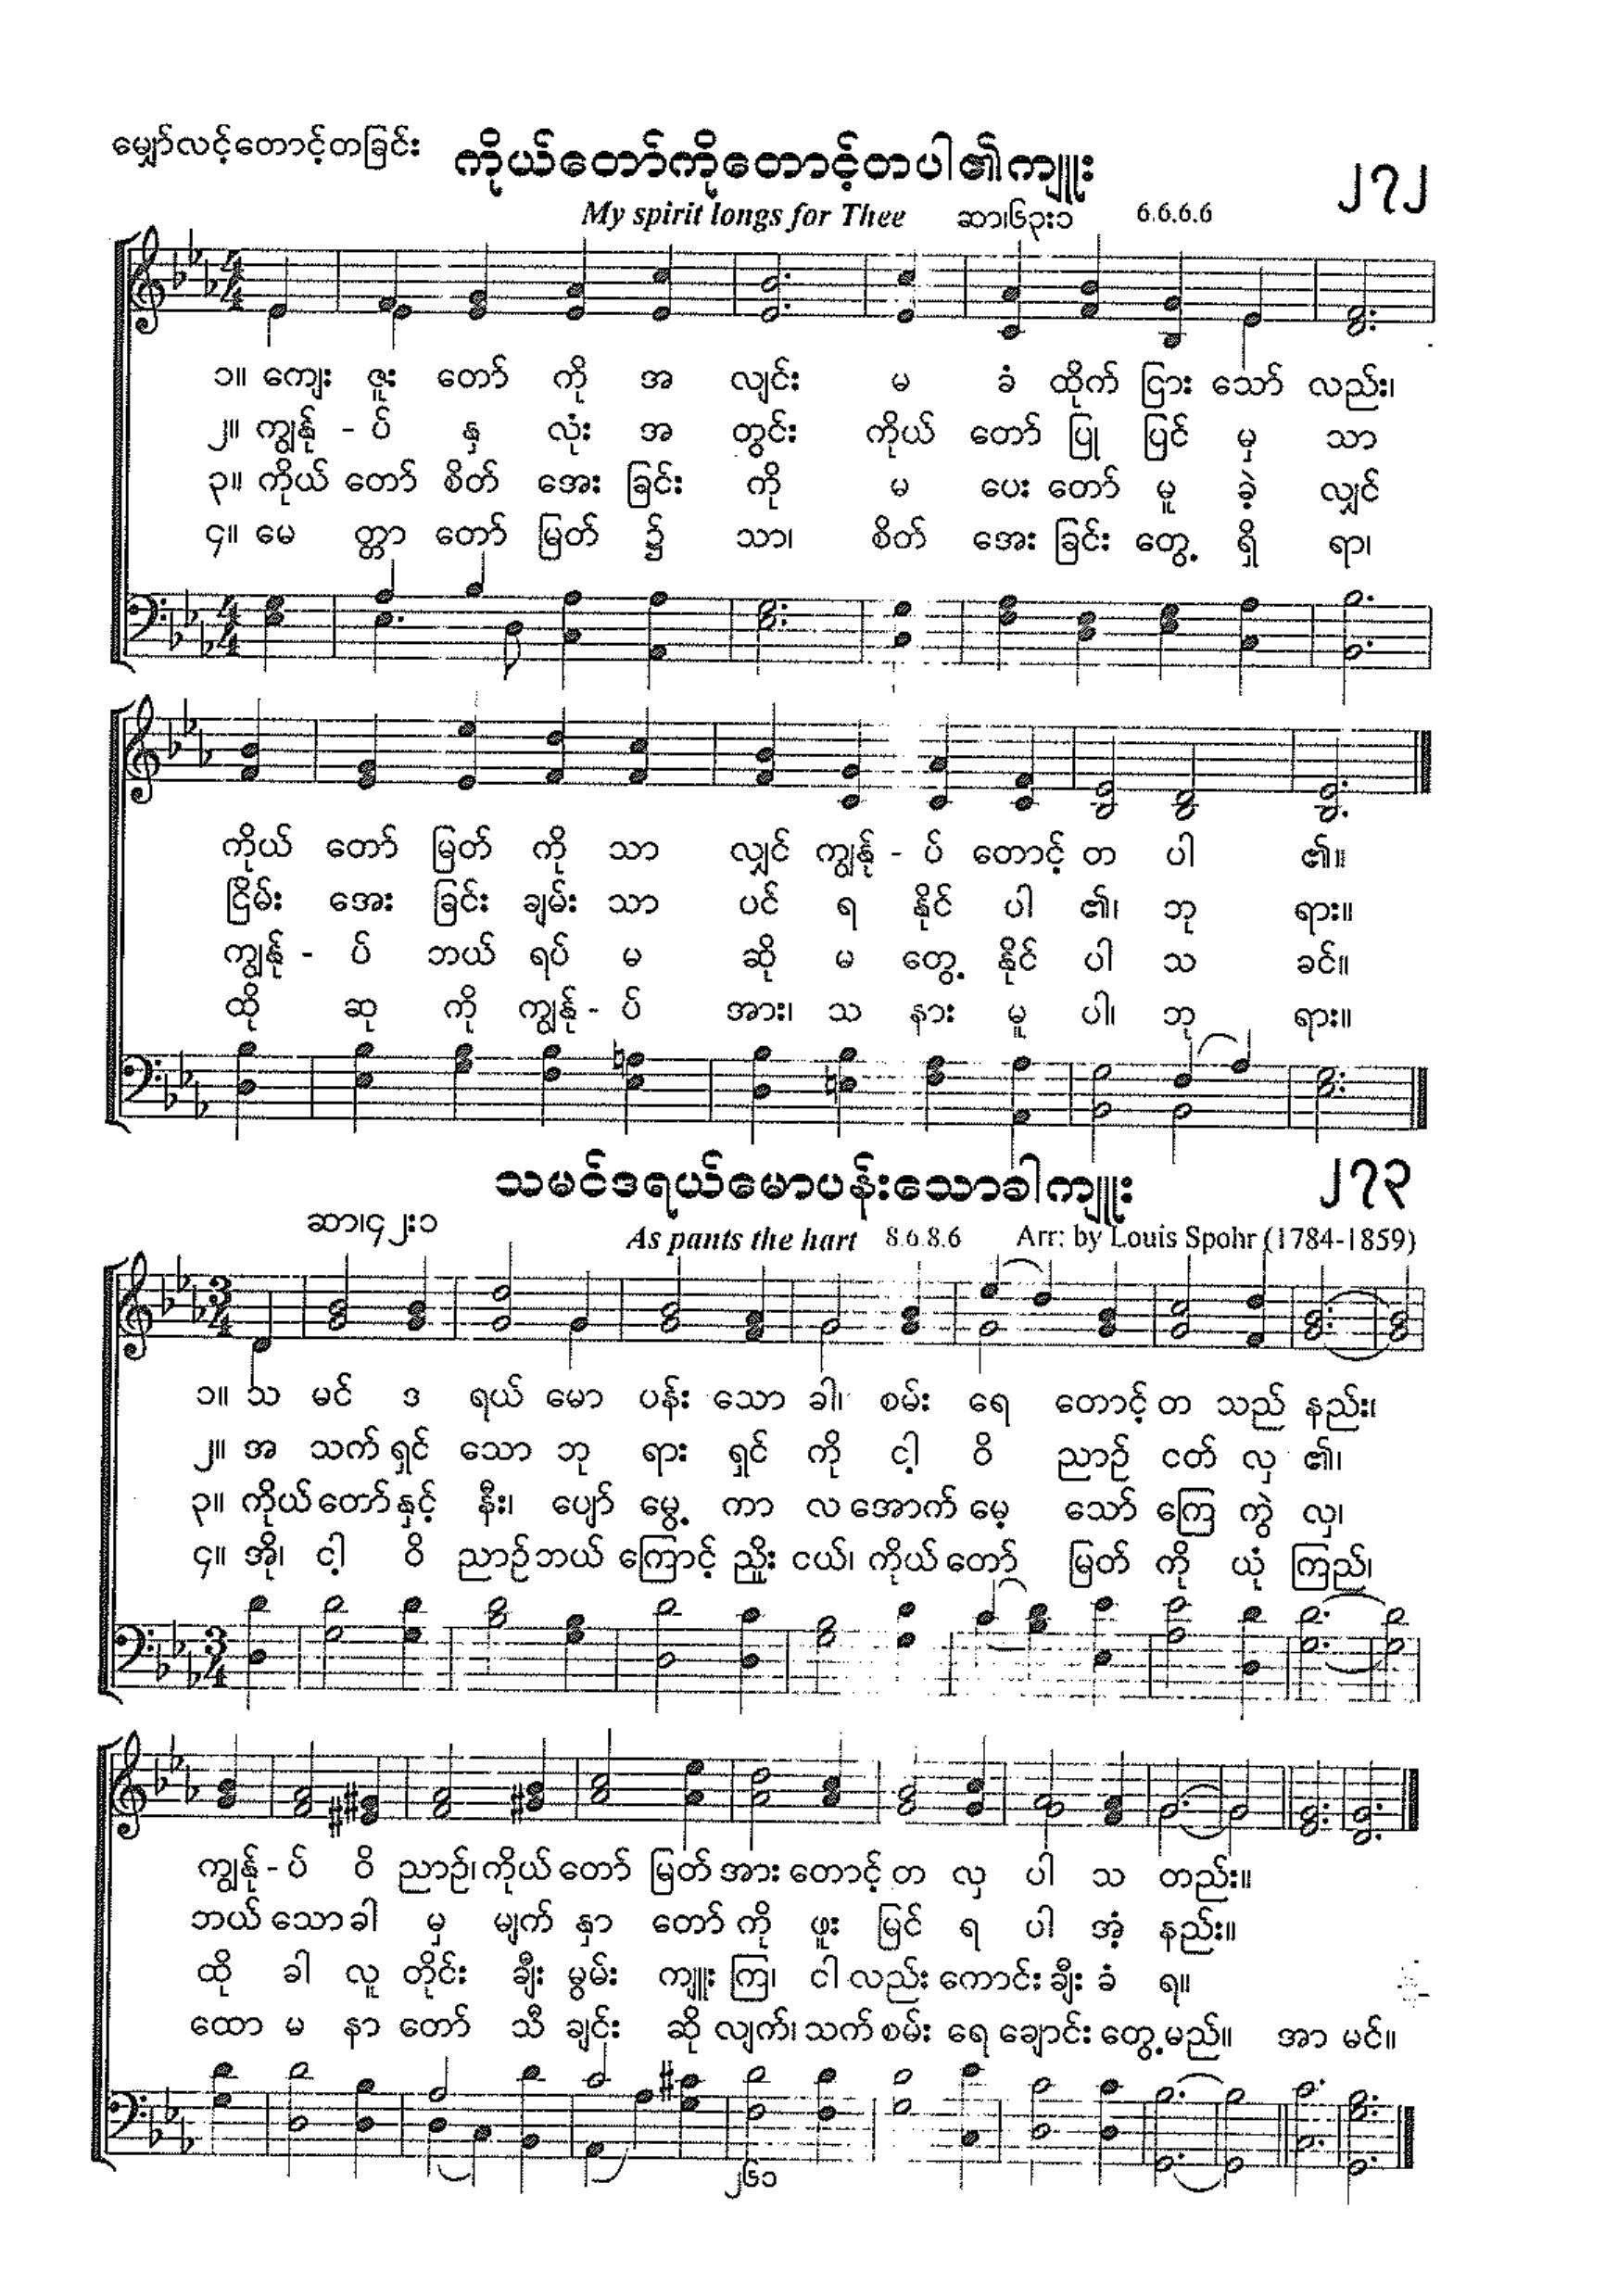 မျှော်လင့်တောင့်တခြင်း
ကိုယ်တော်ကိုတောင့်တပါ၏ကျူး
၂၇၂
My spirit longs for Thee ဆာ၊၆၃း၁ 6.6.6.6
၁။ ကျေး ဇူး တော် ကို အ လျင်း မ ခံ ထိုက် ငြား သော် လည်း၊
၂။ ကျွန်ု - ပ် နှ လုံး အ တွင်း ကိုယ် တော် ပြု ပြင် မှ သာ
၃။ ကိုယ် တော် စိတ် အေး ခြင်း ကို မ ပေး တော် မူ ခဲ့ လျှင်
၄။ မေ တ္တာ တော် မြတ် ၌ သာ၊ စိတ် အေး ခြင်း တွေ့ ရှိ ရာ၊
ကိုယ် တော် မြတ် ကို သာ လျှင် ကျွန်ုပ် - ပ် တောင့် တ ပါ ၏။
ငြိမ်း အေး ခြင်း ချမ်း သာ ပင် ရ နိုင် ပါ ၏၊ ဘု ရား။
ကျွန်ုပ် - ပ် ဘယ် ရပ် မ ဆို မ တွေ့ နိုင် ပါ သ ခင်။
ထို ဆု ကို ကျွန်ုပ် - ပ် အား၊ သ နား မူ ပါ၊ ဘု ရား။
သမင်ဒရယ်မောပန်းသောခါကျူး
၂၇၃
ဆာ၊၄၂း၁ As pants the hart 8.6.8.6 Arr: by Louis Spohr (1784-1859)
၁။ သ မင် ဒ ရယ် မော ပန်း သော ခါ၊ စမ်း ရေ တောင့် တ သည် နည်း၊
၂။ အ သက် ရှင် သော ဘု ရား ရှင် ကို ငါ့ ဝိ ညာဉ် ငတ် လှ ၏၊
၃။ ကိုယ် တော် နှင့် နီး၊ ပျော် မွေ့ ကာ လ အောက် မေ့ သော် ကြေ ကွဲ လှ၊
၄။ အို၊ ငါ့ ဝိ ညာဉ် ဘယ် ကြောင့် ညှိုး ငယ်၊ ကိုယ် တော် မြတ် ကို ယုံ ကြည်၊
ကျွန်ုပ် - ပ် ဝိ ညာဉ်၊ ကိုယ် တော် မြတ် အား တောင့် တ လှ ပါ သ တည်း။
ဘယ် သော ခါ မှ မျက် နှာ တော် ကို ဖူး မြင် ရ ပါ အံ့ နည်း။
ထို ခါ လူ တိုင်း ချီး မွမ်း ကျူး ကြ၊ ငါ လည်း ကောင်း ချီး ခံ ရ။
ထော မ နာ တော် သီ ချင်း ဆို လျက်၊ သက် စမ်း ရေ ချောင်း တွေ့ မည်။ အာ မင်။
၂၆၁